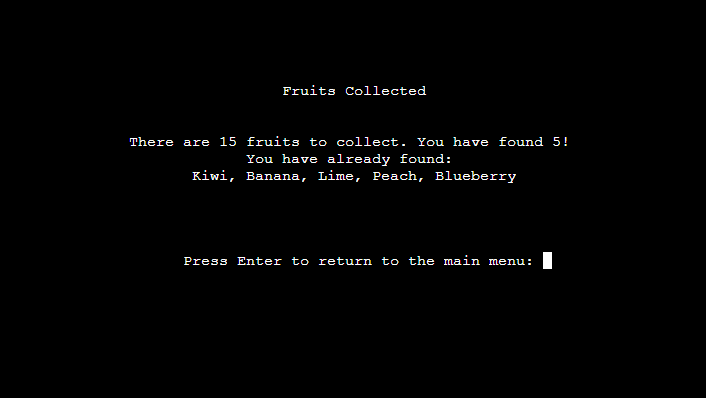 Fruits Collected
There are 15 fruits to collect. You have found 5!
You have already found:
Kiwi, Banana, Lime, Peach, Blueberry
Press Enter to return to the main menu: